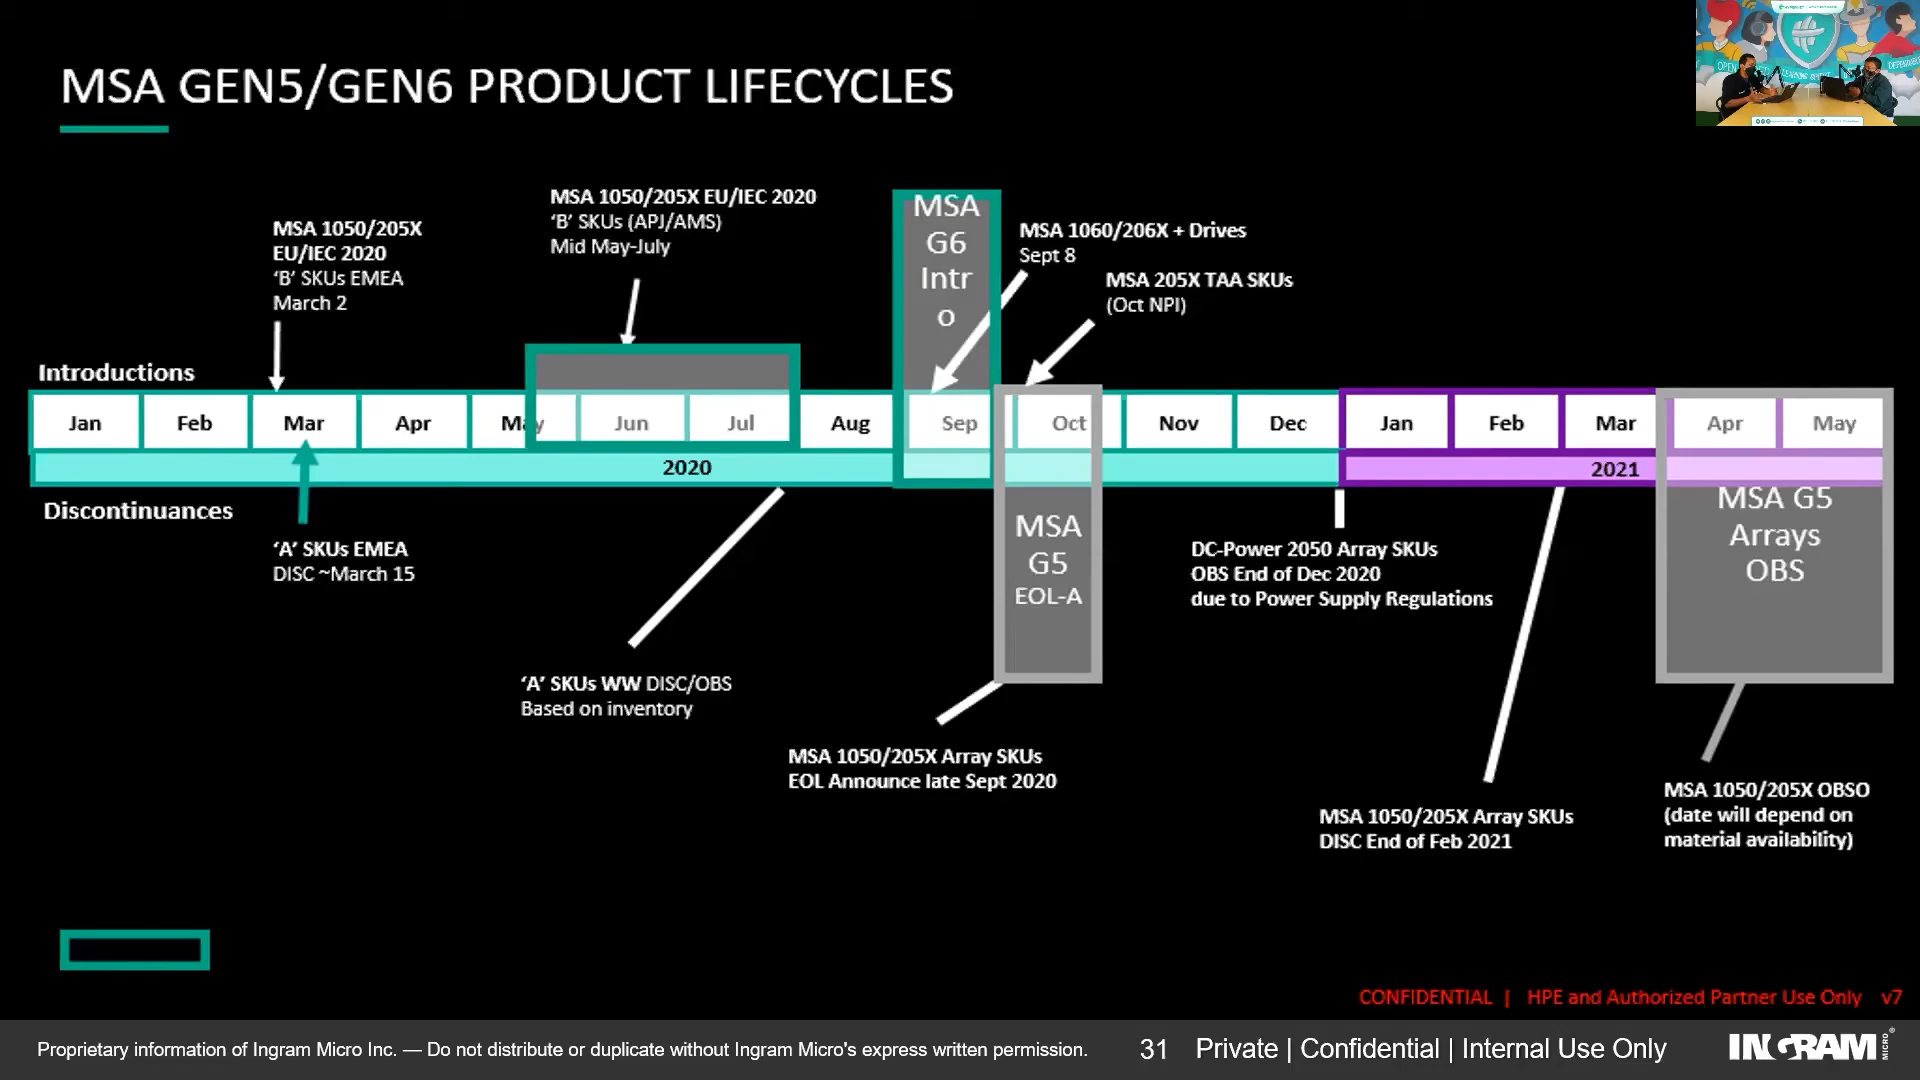 MSA GEN5/GEN6 PRODUCT LIFECYCLES
MSA 1050/205X
EU/IEC 2020
‘B’ SKUs EMEA
March 2
MSA 1050/205X EU/IEC 2020
‘B’ SKUs (APJ/AMS)
Mid May-July
MSA
G6
Intr
o
MSA 1060/206X + Drives
Sept 8
MSA 205X TAA SKUs
(Oct NPI)
Introductions
Jan Feb Mar Apr May Jun Jul Aug Sep Oct Nov Dec Jan Feb Mar Apr May
2020 2021
Discontinuances
‘A’ SKUs EMEA
DISC ~March 15
‘A’ SKUs WW DISC/OBS
Based on inventory
MSA
G5
EOL-A
MSA 1050/205X Array SKUs
EOL Announce late Sept 2020
DC-Power 2050 Array SKUs
OBS End of Dec 2020
due to Power Supply Regulations
MSA 1050/205X Array SKUs
DISC End of Feb 2021
MSA G5
Arrays
OBS
MSA 1050/205X OBSO
(date will depend on
material availability)
CONFIDENTIAL | HPE and Authorized Partner Use Only v7
Proprietary information of Ingram Micro Inc. — Do not distribute or duplicate without Ingram Micro's express written permission.
31 Private | Confidential | Internal Use Only
INGRAM MICRO ®